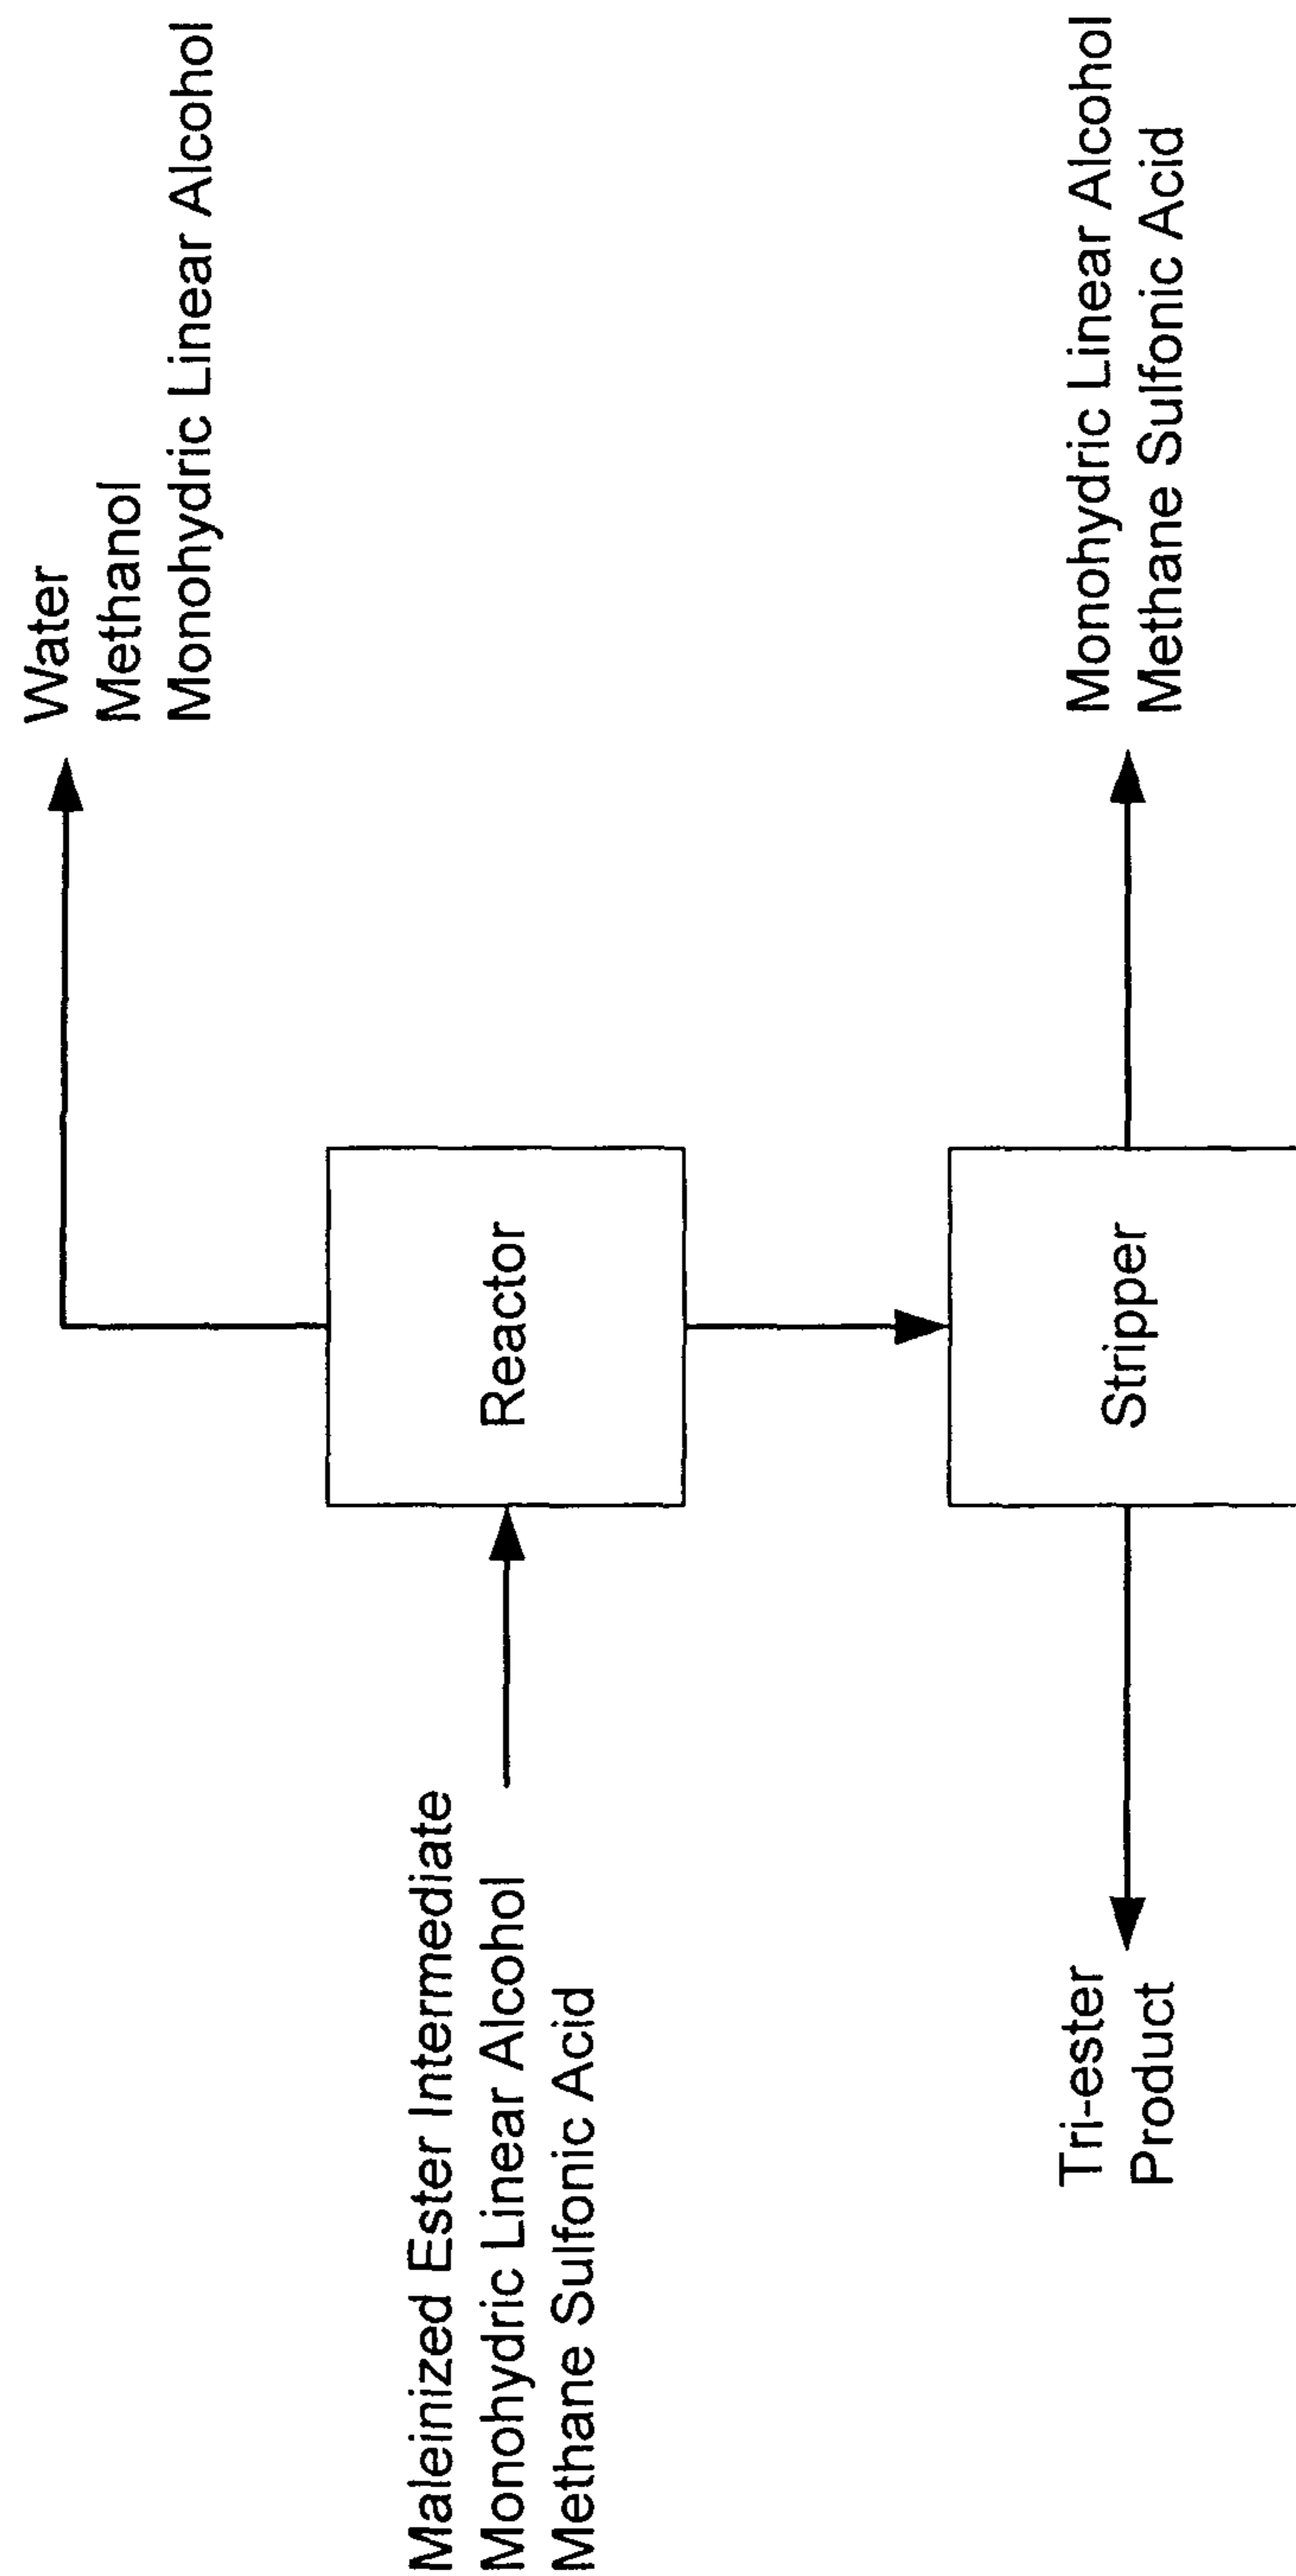 Water
Methanol
Monohydric Linear Alcohol
Maleinized Ester Intermediate
Monohydric Linear Alcohol
Methane Sulfonic Acid
Reactor
Tri-ester
Product
Stripper
Monohydric Linear Alcohol
Methane Sulfonic Acid